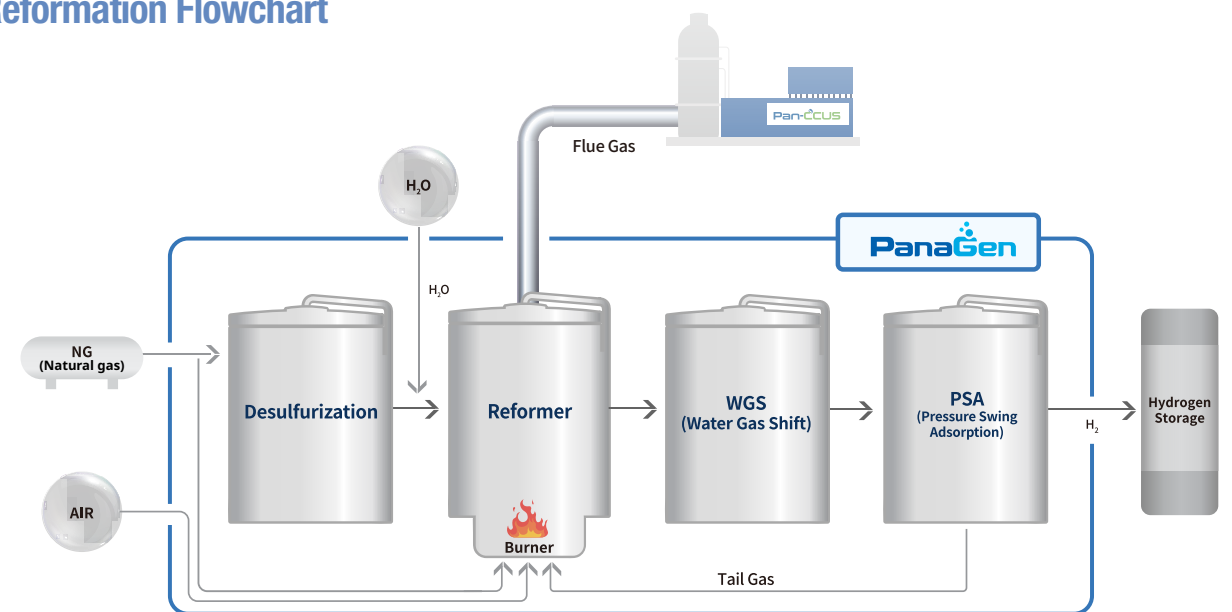 Reformation Flowchart
Pan-CCUS
Flue Gas
H₂O
PanaGen
H₂O
NG
(Natural gas)
Desulfurization
Reformer
WGS
(Water Gas Shift)
PSA
(Pressure Swing
Adsorption)
H₂
Hydrogen
Storage
AIR
Burner
Tail Gas